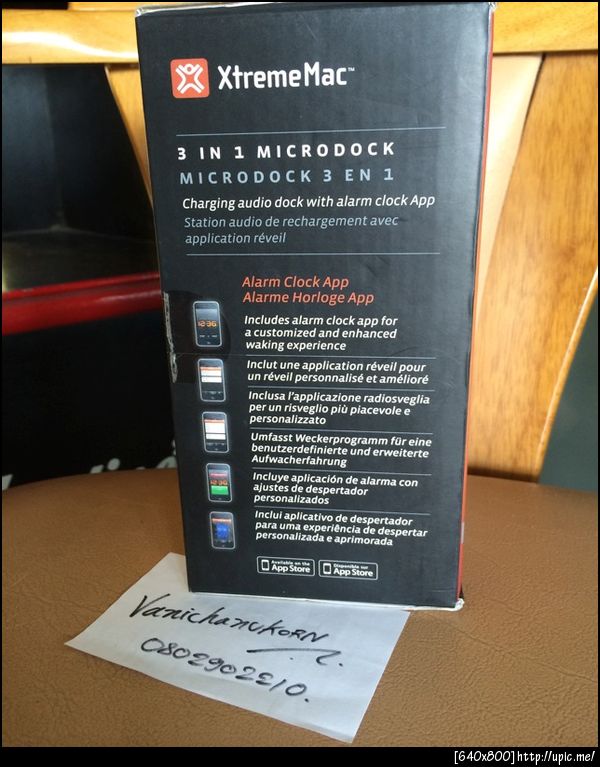 XtremeMac™
3 IN 1 MICRODOCK
MICRODOCK 3 EN 1
Charging audio dock with alarm clock App
Station audio de rechargement avec
application réveil
Alarm Clock App
Alarme Horloge App
Includes alarm clock app for
a customized and enhanced
waking experience
Inclut une application réveil pour
un réveil personnalisé et amélioré
Inclusa l'applicazione radiosveglia
per un risveglio più piacevole e
personalizzato
Umfasst Weckerprogramm für eine
benutzerdefinierte und erweiterte
Aufwacherfahrung
Incluye aplicación de alarma con
ajustes de despertador
personalizados
Inclui aplicativo de despertador
para uma experiência de despertar
personalizada e aprimorada
Available on the
App Store
Disponible sur
App Store
Vanichanukorn
0802902210.
[640x800]http://upic.me/